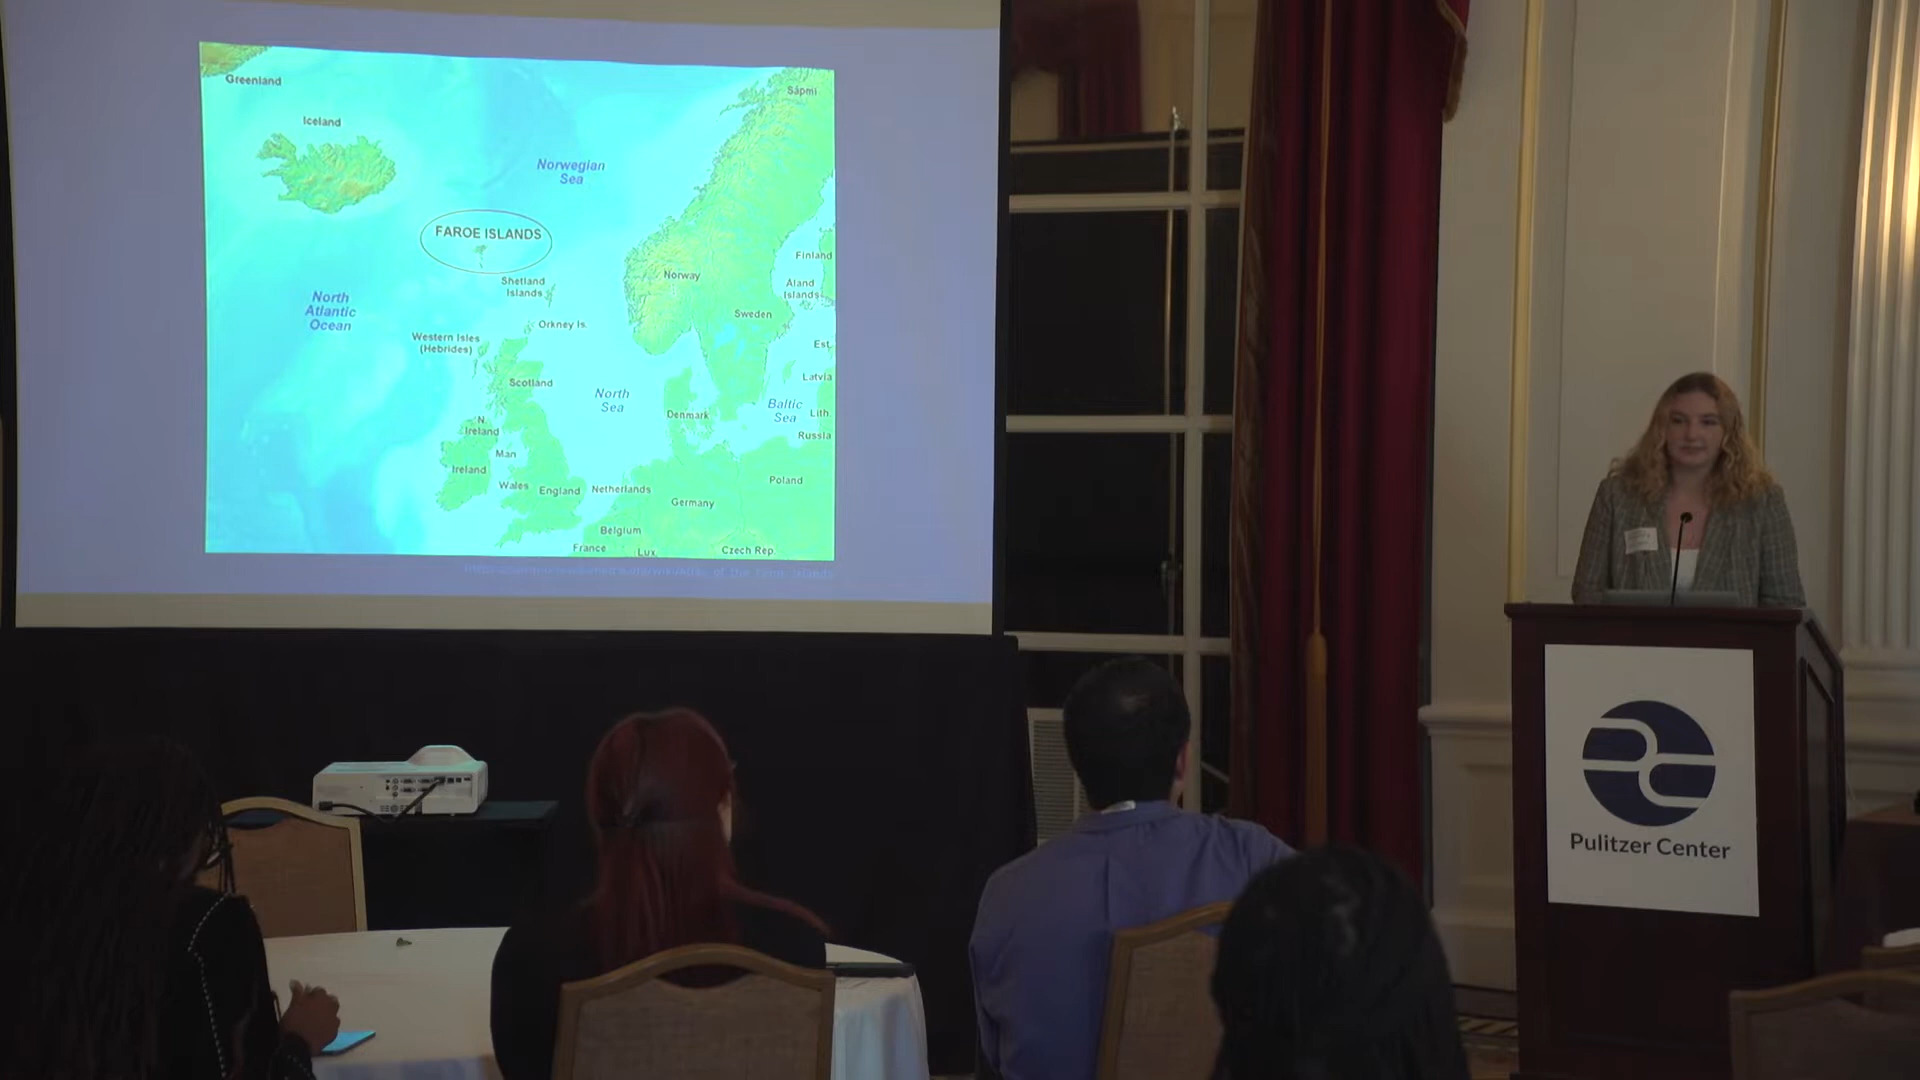 Greenland
Sápmi
Iceland
Norwegian
Sea
FAROE ISLANDS
Finland
Norway
Shetland
Islands
Aland
Islands
North
Atlantic
Ocean
Sweden
Orkney Is.
Western Isles
(Hebrides)
Est.
Latvia
Scotland
North
Sea
Baltic
Sea
Denmark
Lith.
N.
Ireland
Russia
Man
Ireland
Wales
England
Netherlands
Poland
Germany
Belgium
France
Lux.
Czech Rep.
Pulitzer Center